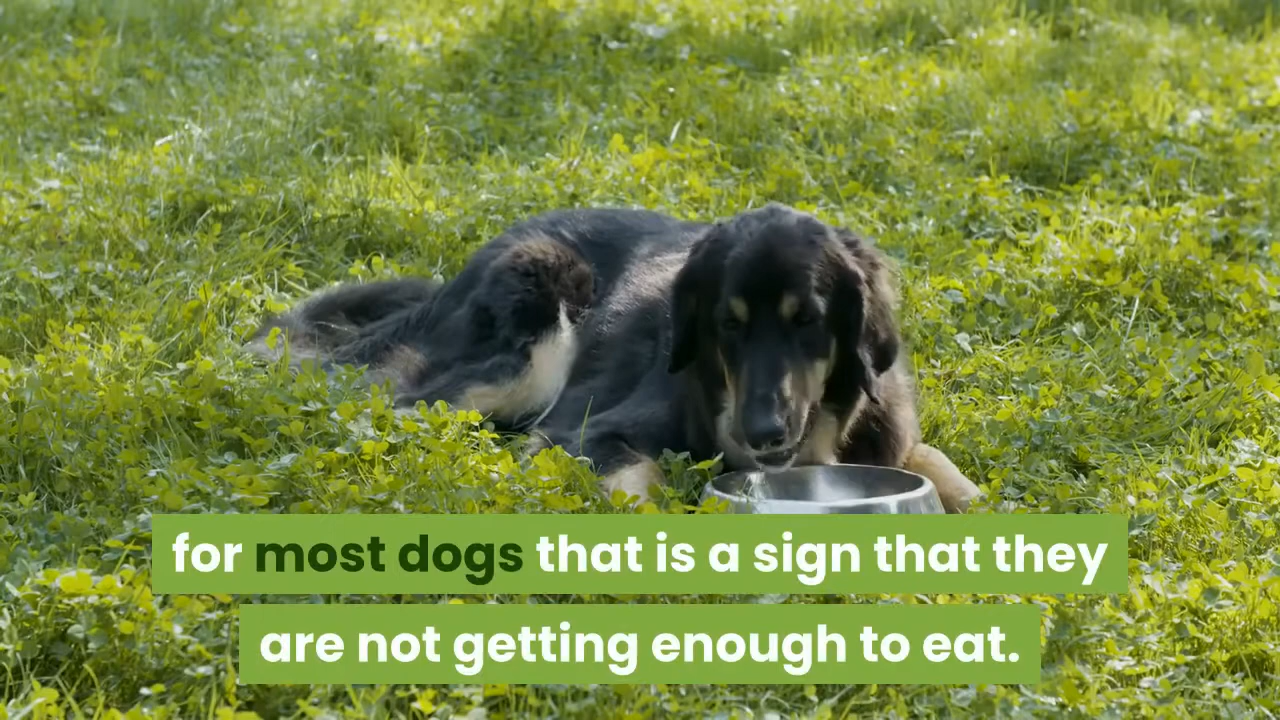 for most dogs that is a sign that they
are not getting enough to eat.